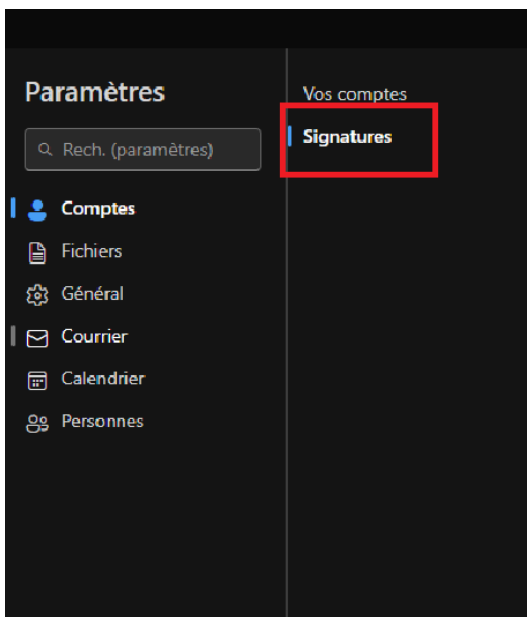 Paramètres
Rech. (paramètres)
Comptes
Fichiers
Général
Courrier
Calendrier
Personnes
Vos comptes
Signatures